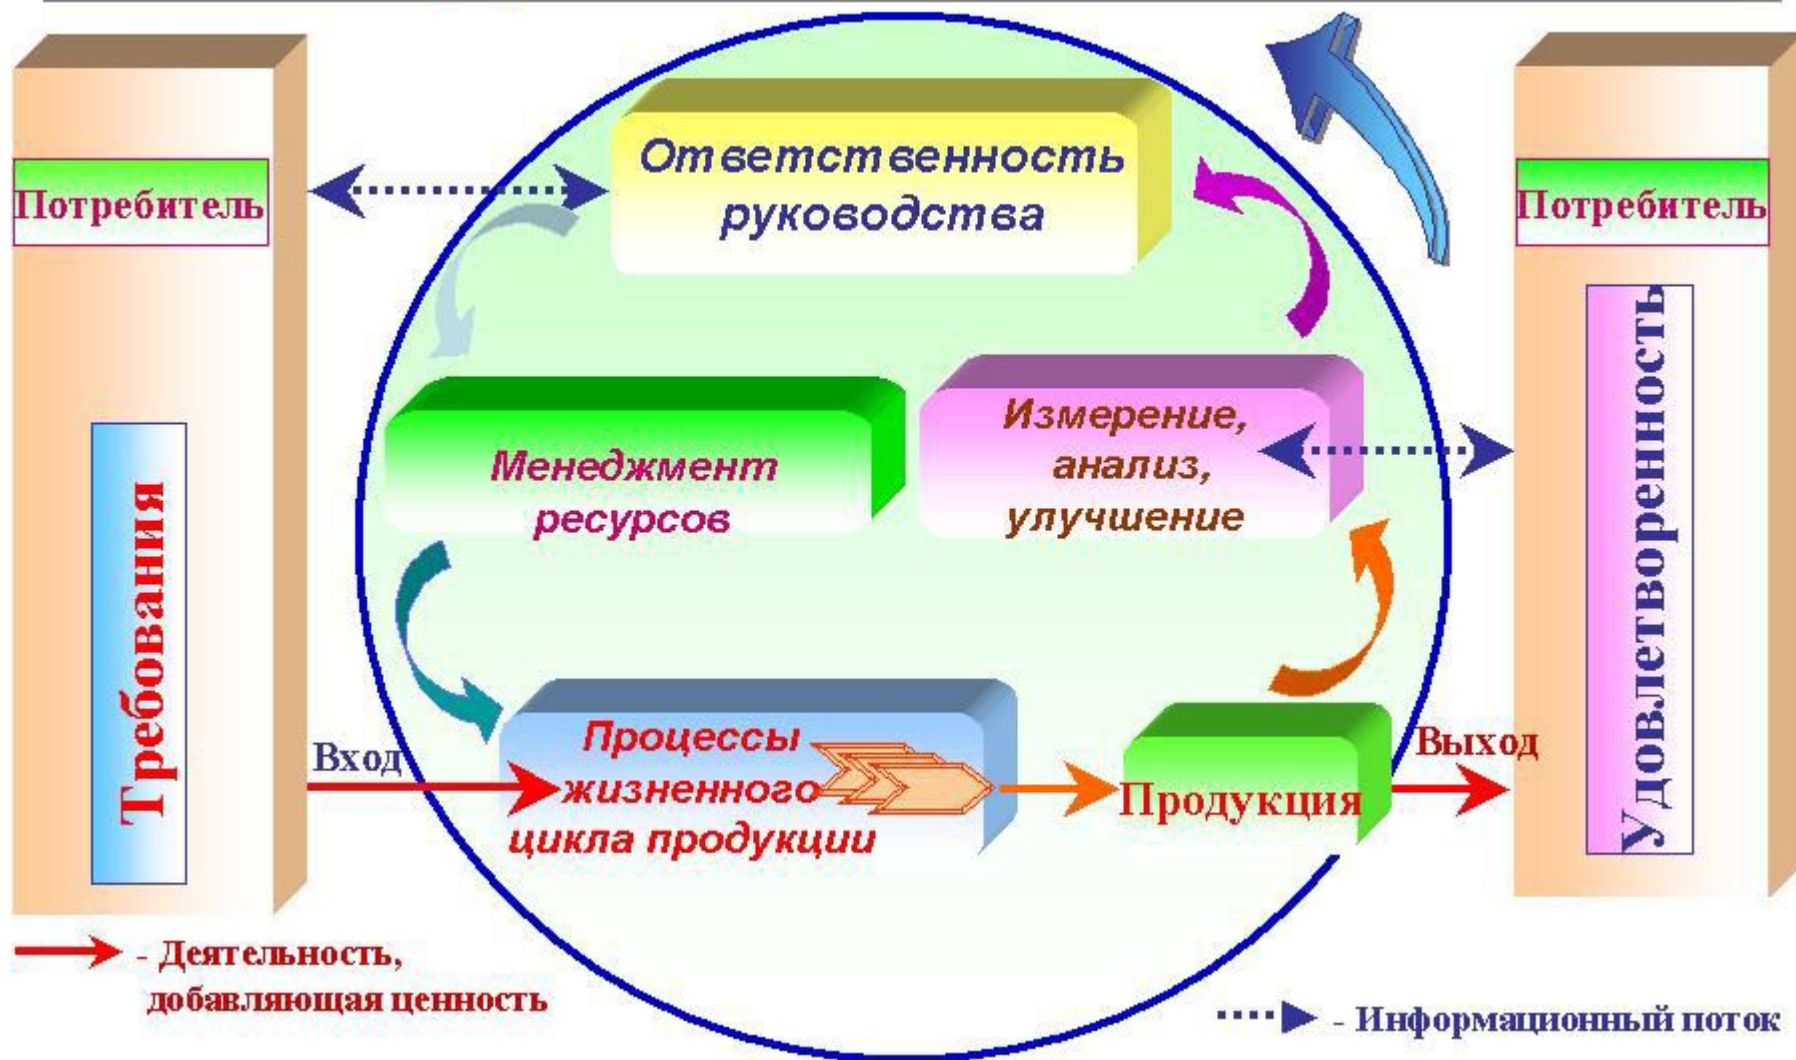 Потребитель
Требования
Ответственность
руководства
Менеджмент
ресурсов
Измерение,
анализ,
улучшение
Потребитель
Удовлетворенность
Вход
Процессы
жизненного
цикла продукции
Продукция
Выход
- Деятельность,
добавляющая ценность
- Информационный поток